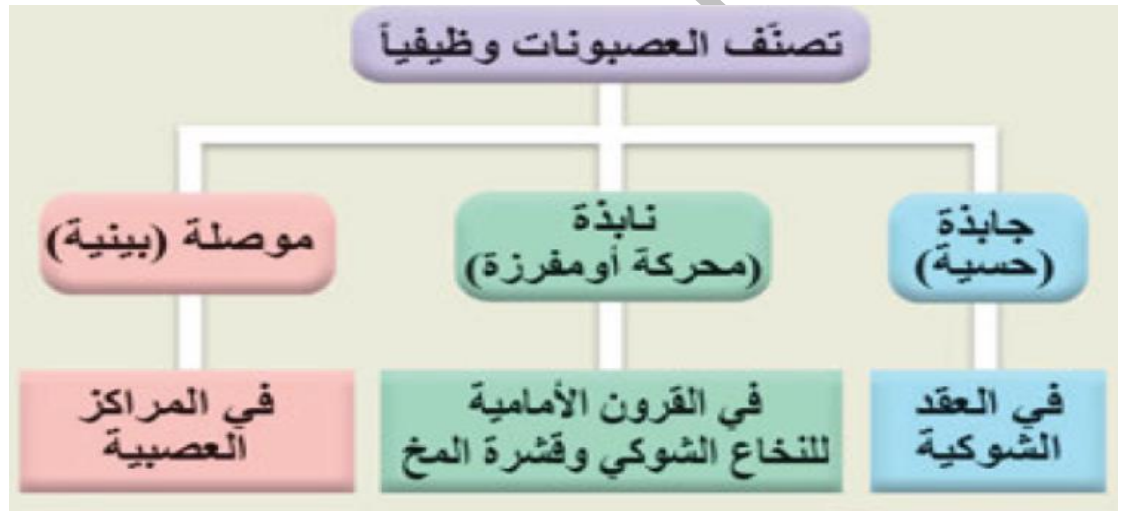 تصنّف العصبونات وظيفياً
جابذة
(حسية)
نابذة
(محركة أومفرزة)
موصلة (بينية)
في العقد
الشوكية
في القرون الأمامية
للنخاع الشوكي وقشرة المخ
في المراكز
العصبية